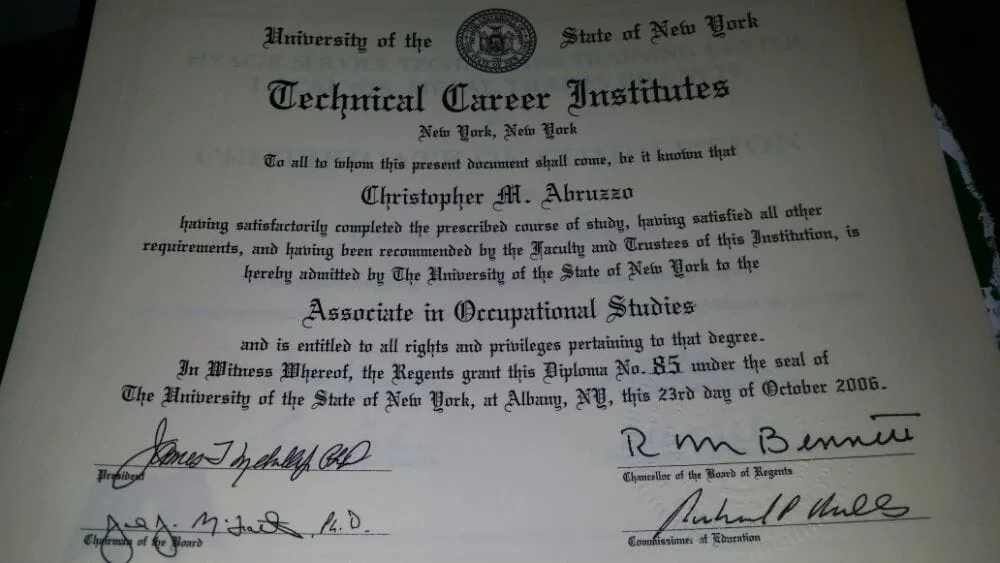 University of the State of New York
Technical Career Institutes
New York, New York
To all to whom this present document shall come, be it known that
Christopher M. Abruzzo
having satisfactorily completed the prescribed course of study, having satisfied all other
requirements, and having been recommended by the Faculty and Trustees of this Institution, is
hereby admitted by The University of the State of New York to the
Associate in Occupational Studies
and is entitled to all rights and privileges pertaining to that degree.
In Witness Whereof, the Regents grant this Diploma No. 85 under the seal of
The University of the State of New York, at Albany, NY, this 23rd day of October 2006.
James PhD
R M Bennett
President
Chancellor of the Board of Regents
Ph.D.
Richard P
Chairman of the Board
Commissioner of Education